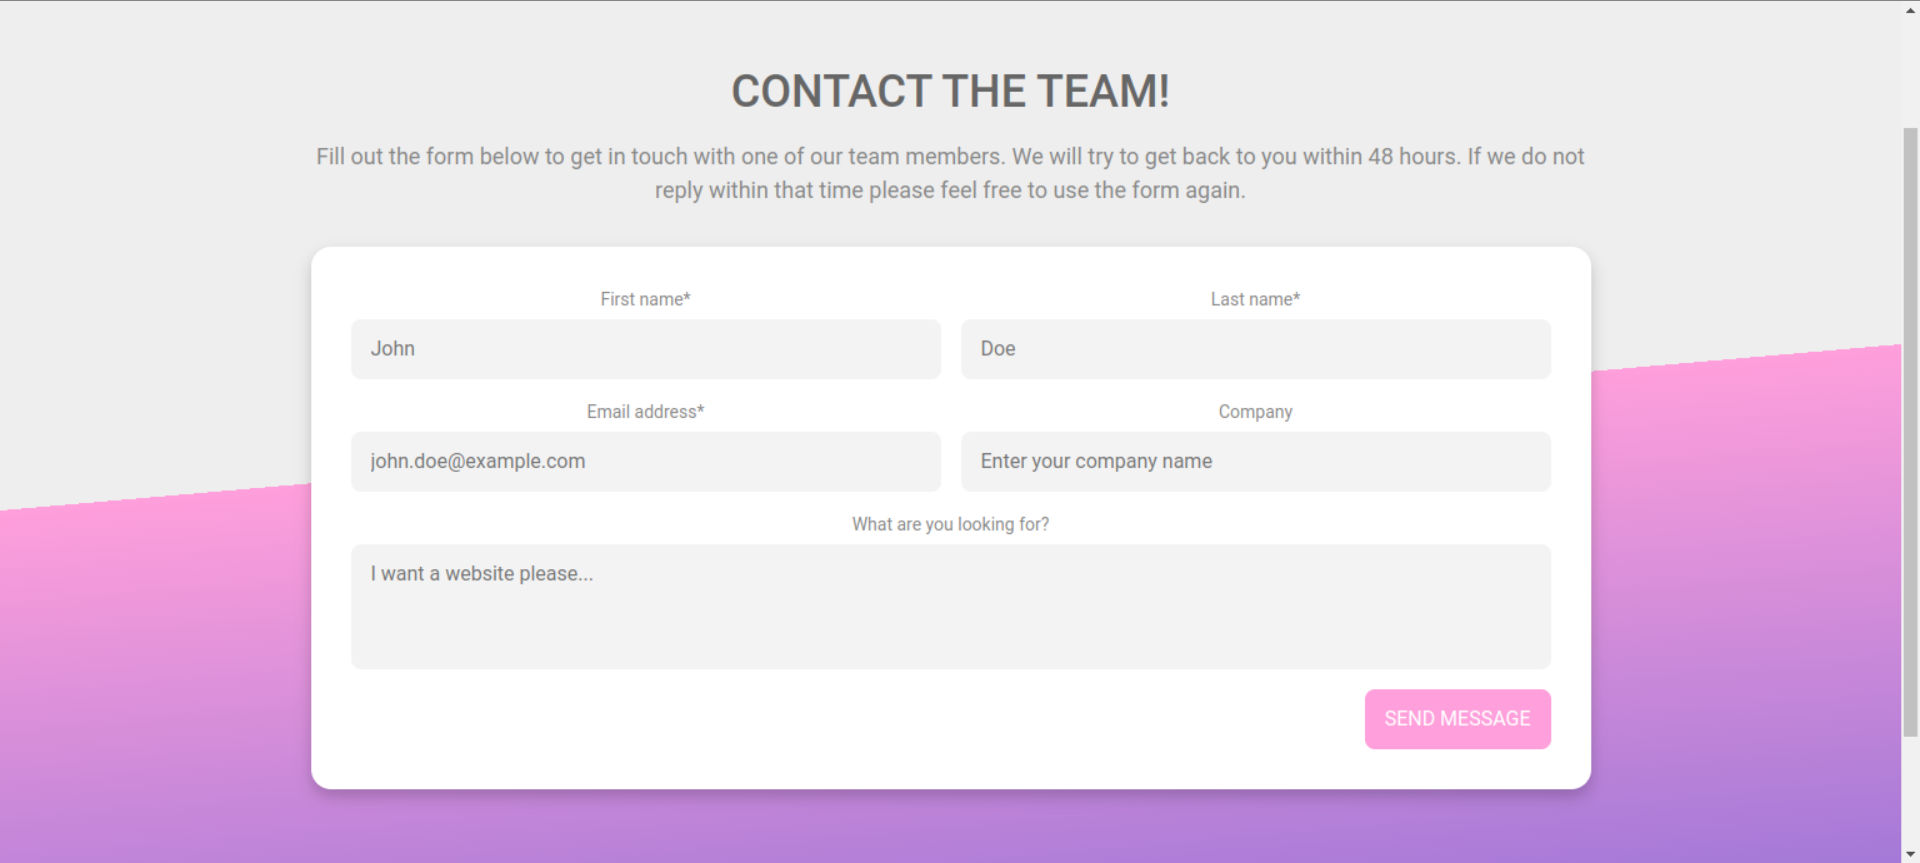 CONTACT THE TEAM!
Fill out the form below to get in touch with one of our team members. We will try to get back to you within 48 hours. If we do not
reply within that time please feel free to use the form again.
First name*
Last name*
John
Doe
Email address*
Company
john.doe@example.com
Enter your company name
What are you looking for?
I want a website please...
SEND MESSAGE